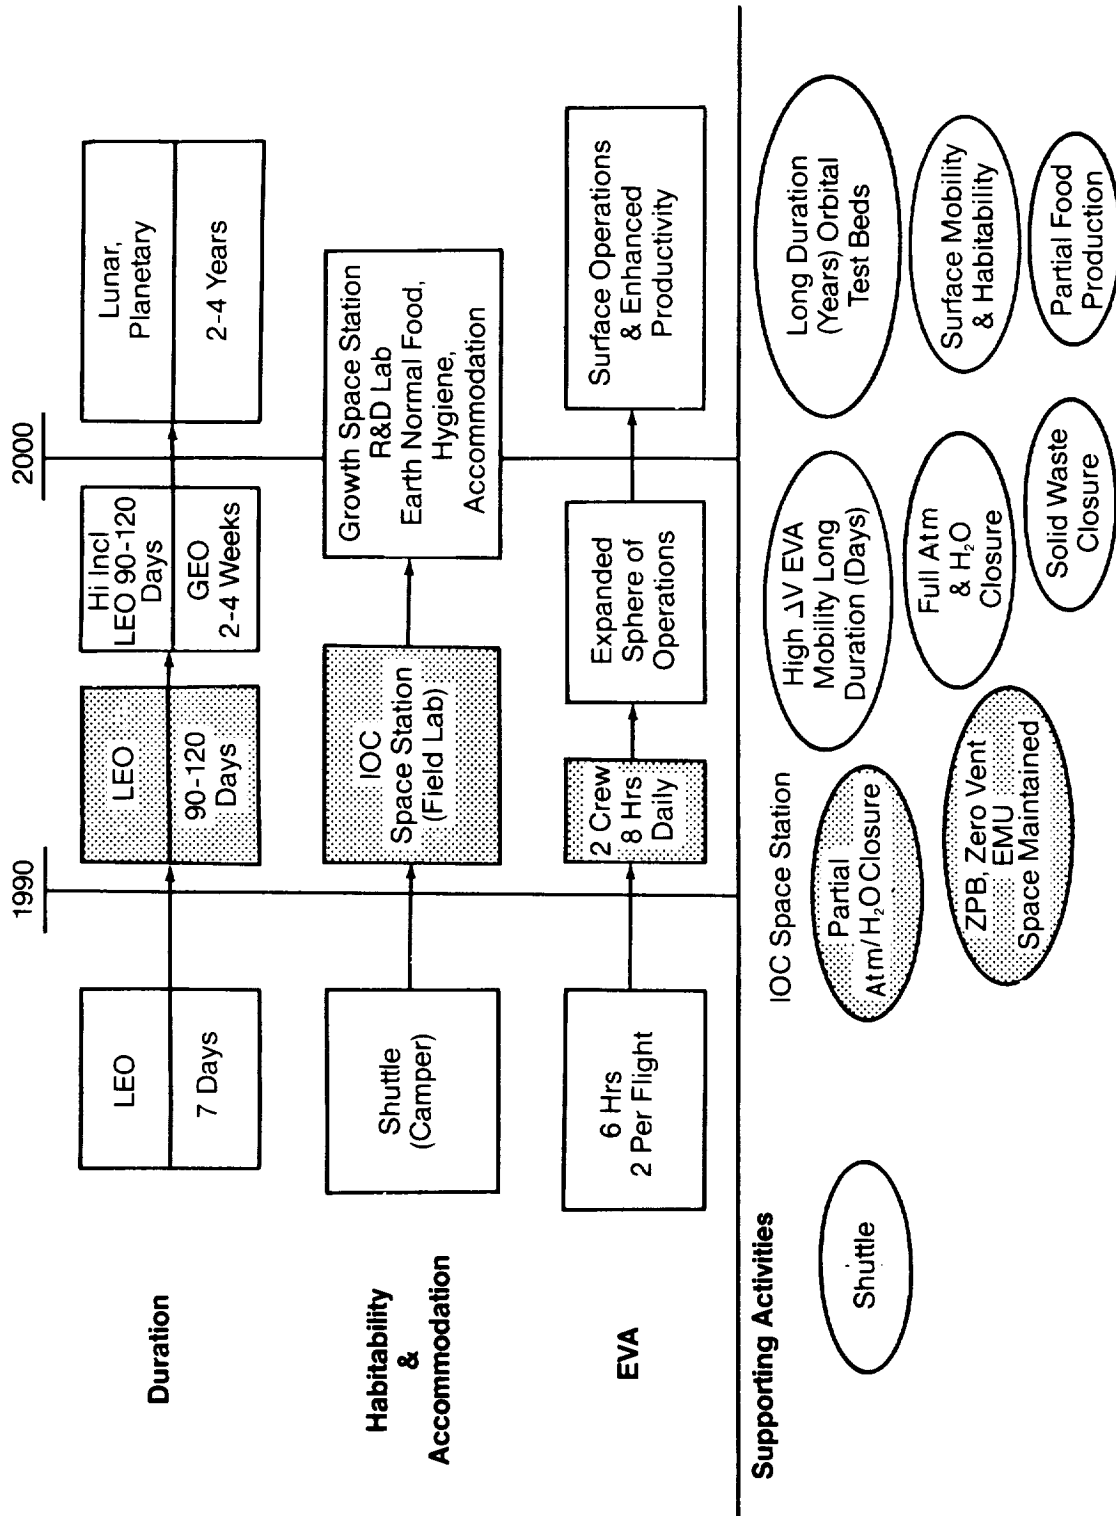 1990
2000
Duration
LEO
7 Days
LEO
90-120
Days
Hi Incl
LEO 90-120
Days
GEO
2-4 Weeks
Lunar,
Planetary
2-4 Years
Habitability
&
Accommodation
Shuttle
(Camper)
IOC
Space Station
(Field Lab)
Growth Space Station
R&D Lab
Earth Normal Food,
Hygiene,
Accommodation
EVA
6 Hrs
2 Per Flight
2 Crew
8 Hrs
Daily
Expanded
Sphere of
Operations
Surface Operations
& Enhanced
Productivity
Supporting Activities
Shuttle
IOC Space Station
Partial
Atm/H₂O Closure
ZPB, Zero Vent
EMU
Space Maintained
High ΔV EVA
Mobility Long
Duration (Days)
Full Atm
& H₂O
Closure
Solid Waste
Closure
Long Duration
(Years) Orbital
Test Beds
Surface Mobility
& Habitability
Partial Food
Production